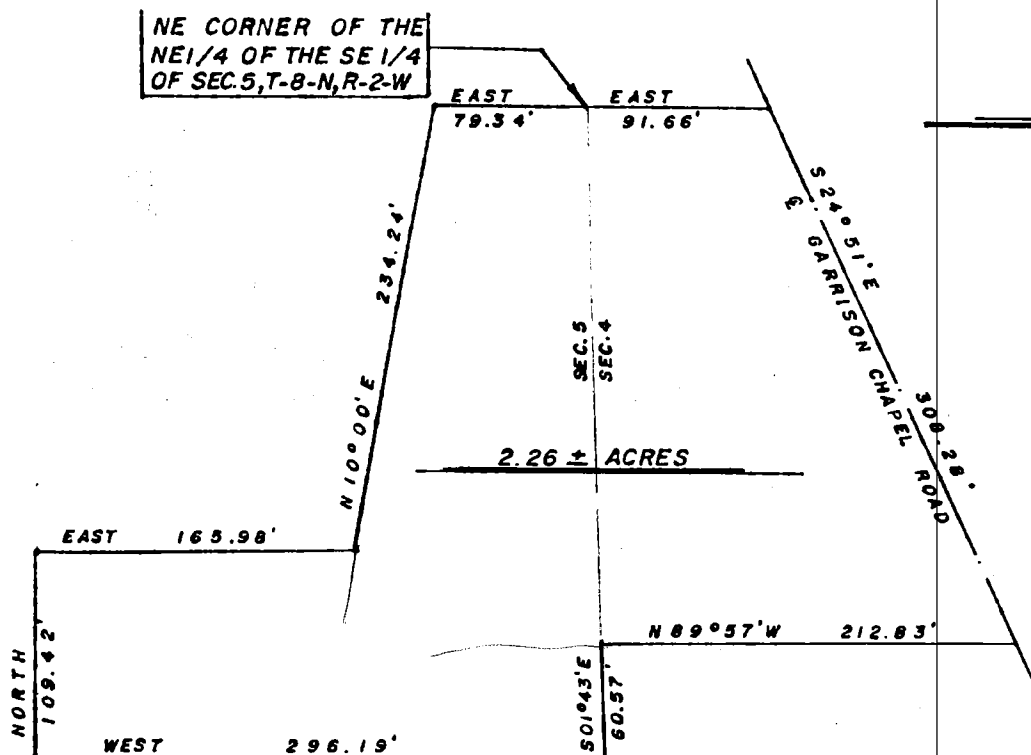 NE CORNER OF THE
NE1/4 OF THE SE 1/4
OF SEC.5,T-8-N,R-2-W
EAST
79.34'
EAST
91.66'
S 24° 51' E
℄ GARRISON CHAPEL ROAD
308.28'
234.24'
N 10° 00' E
SEC.5
SEC.4
2.26 ± ACRES
EAST 165.98'
N 89° 57' W 212.83'
NORTH
109.42'
S01°43'E
60.57'
WEST 296.19'